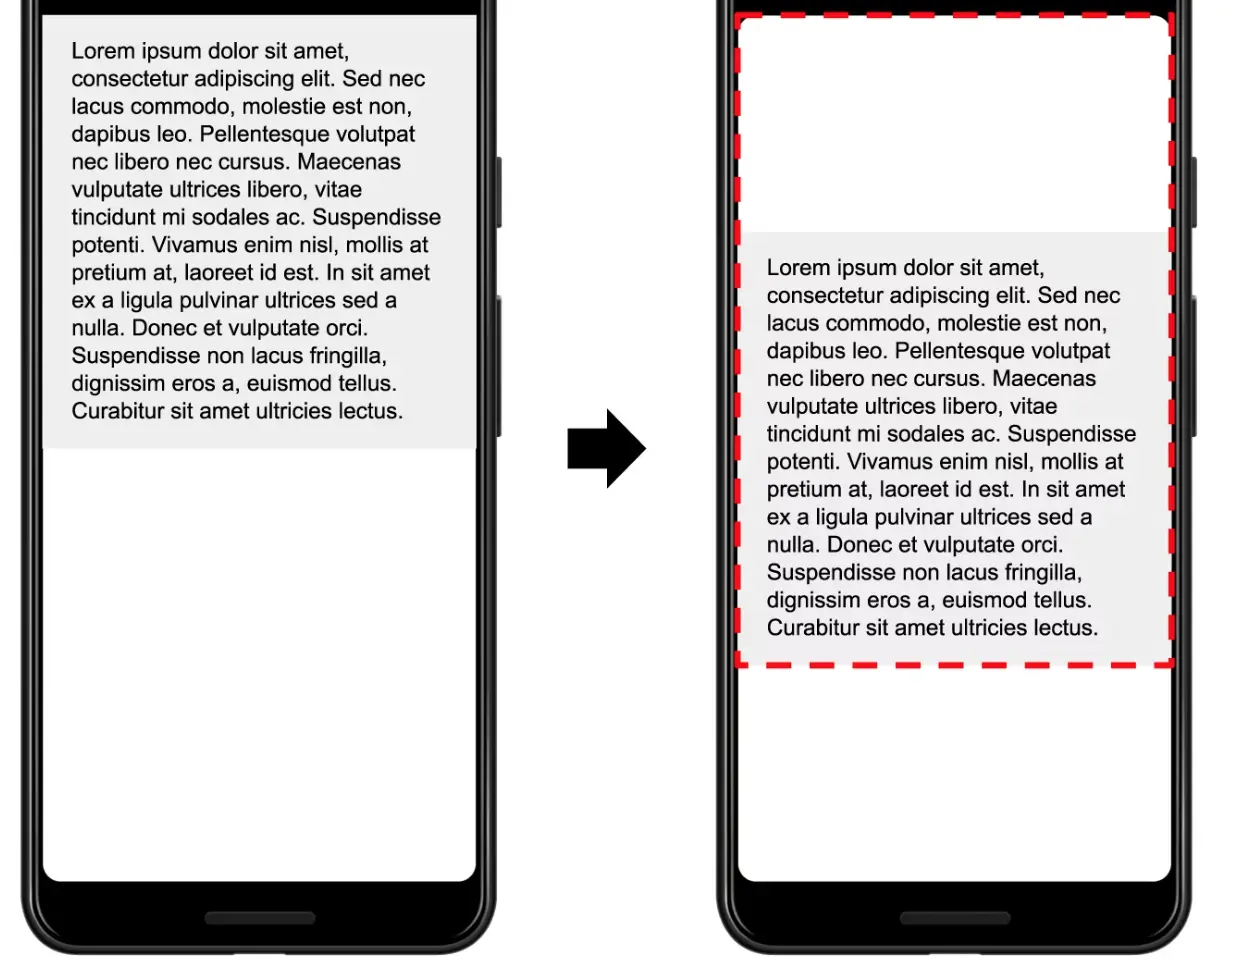 Lorem ipsum dolor sit amet,
consectetur adipiscing elit. Sed nec
lacus commodo, molestie est non,
dapibus leo. Pellentesque volutpat
nec libero nec cursus. Maecenas
vulputate ultrices libero, vitae
tincidunt mi sodales ac. Suspendisse
potenti. Vivamus enim nisl, mollis at
pretium at, laoreet id est. In sit amet
ex a ligula pulvinar ultrices sed a
nulla. Donec et vulputate orci.
Suspendisse non lacus fringilla,
dignissim eros a, euismod tellus.
Curabitur sit amet ultricies lectus.
Lorem ipsum dolor sit amet,
consectetur adipiscing elit. Sed nec
lacus commodo, molestie est non,
dapibus leo. Pellentesque volutpat
nec libero nec cursus. Maecenas
vulputate ultrices libero, vitae
tincidunt mi sodales ac. Suspendisse
potenti. Vivamus enim nisl, mollis at
pretium at, laoreet id est. In sit amet
ex a ligula pulvinar ultrices sed a
nulla. Donec et vulputate orci.
Suspendisse non lacus fringilla,
dignissim eros a, euismod tellus.
Curabitur sit amet ultricies lectus.